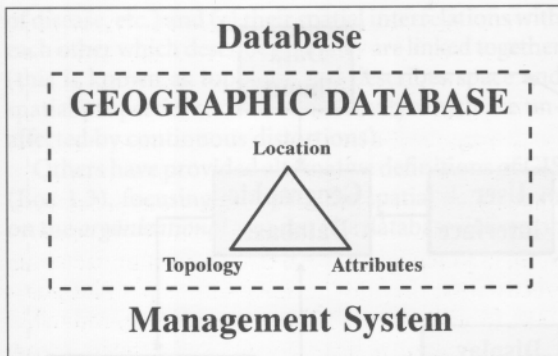 Database
GEOGRAPHIC DATABASE
Location
Topology Attributes
Management System